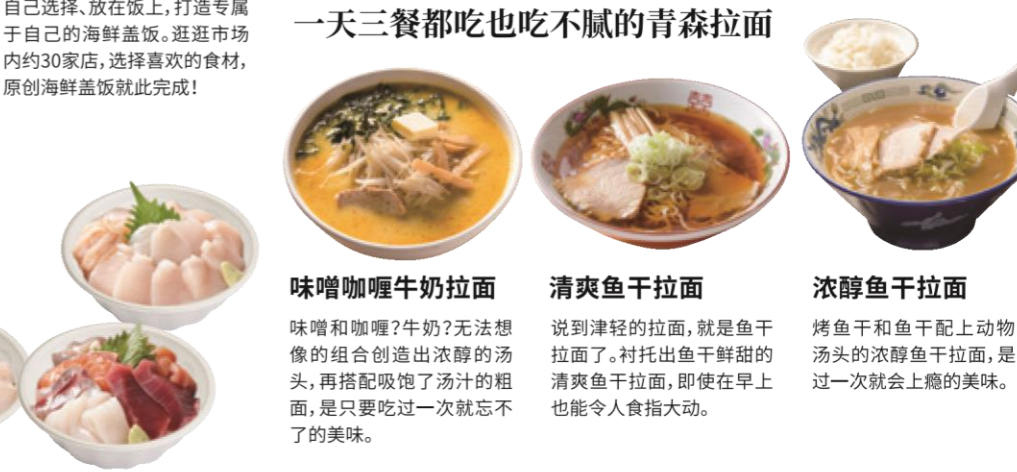 自己选择、放在饭上，打造专属
于自己的海鲜盖饭。逛逛市场
内约30家店，选择喜欢的食材，
原创海鲜盖饭就此完成！
一天三餐都吃也吃不腻的青森拉面
味噌咖喱牛奶拉面
味噌和咖喱？牛奶？无法想
像的组合创造出浓醇的汤
头，再搭配吸饱了汤汁的粗
面，是只要吃过一次就忘不
了的美味。
清爽鱼干拉面
说到津轻的拉面，就是鱼干
拉面了。衬托出鱼干鲜甜的
清爽鱼干拉面，即使在早上
也能令人食指大动。
浓醇鱼干拉面
烤鱼干和鱼干配上动物
汤头的浓醇鱼干拉面，是
过一次就会上瘾的美味。